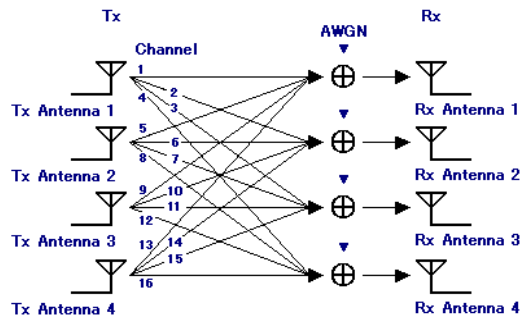 Tx Rx
AWGN
Channel
1
2
3
4
Tx Antenna 1 Rx Antenna 1
5
6
7
8
Tx Antenna 2 Rx Antenna 2
9
10
11
12
Tx Antenna 3 Rx Antenna 3
13
14
15
16
Tx Antenna 4 Rx Antenna 4